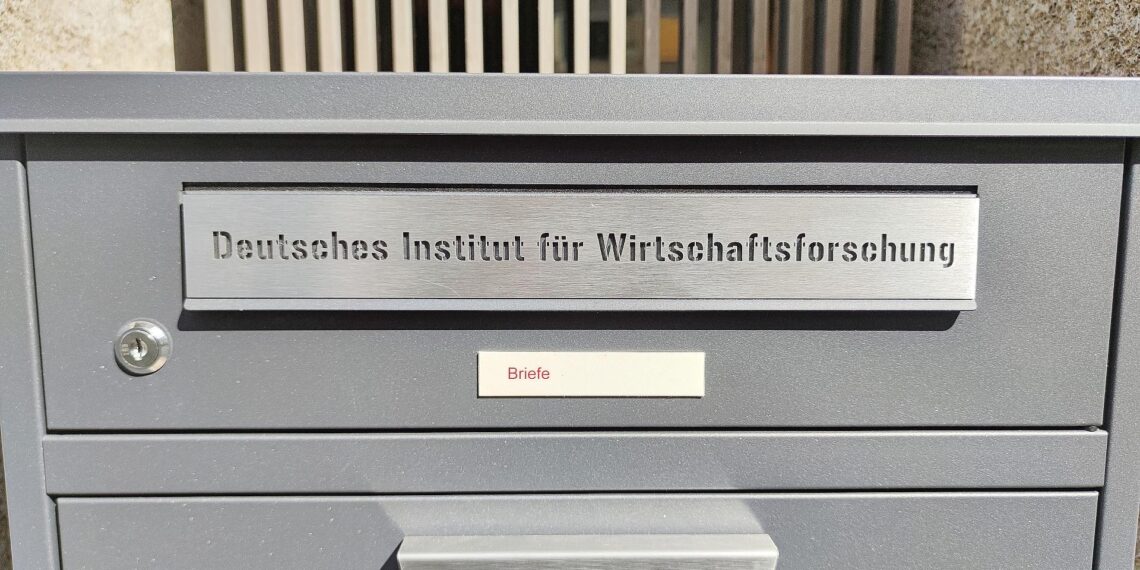 Deutsches Institut für Wirtschaftsforschung
Briefe